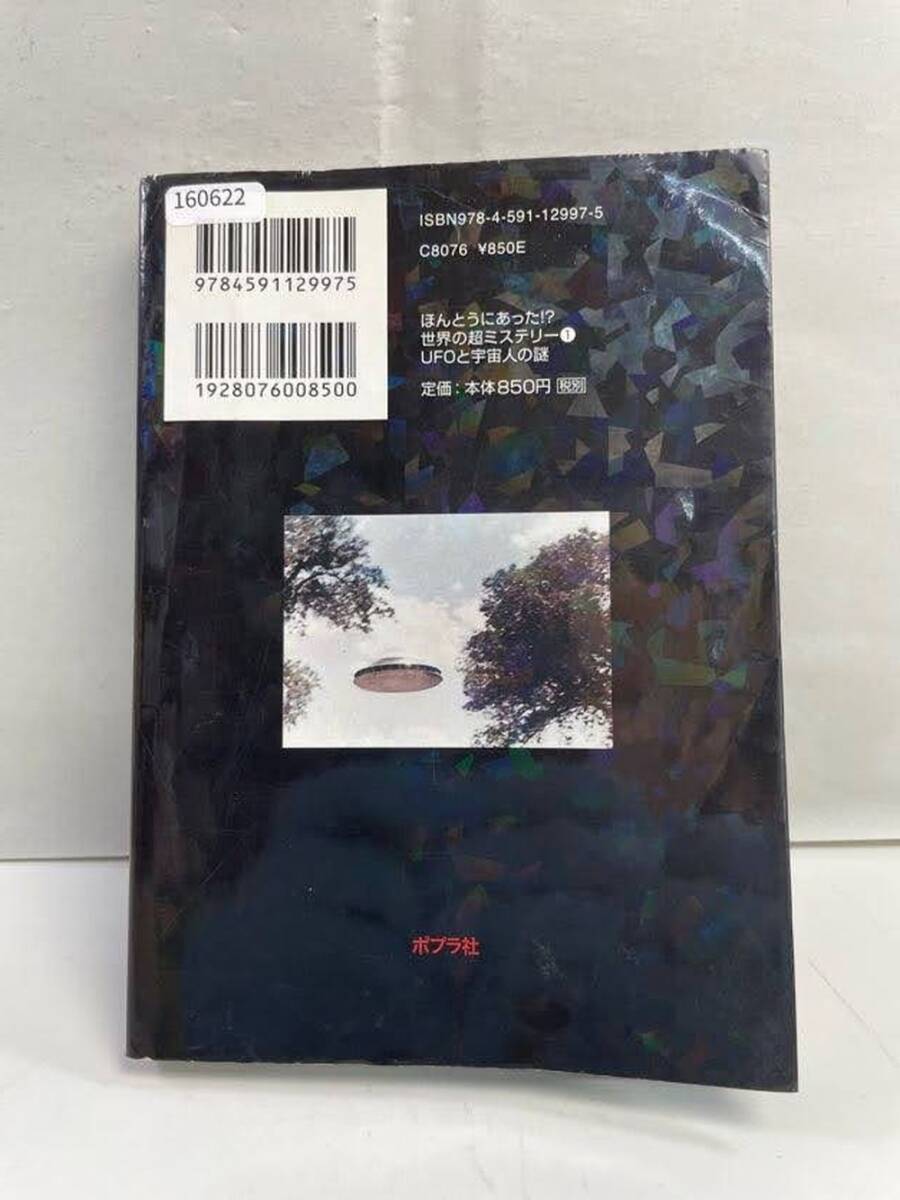 160622
9784591129975
1928076008500
ISBN978-4-591-12997-5
C8076 ¥850E
ほんとうにあった!?
世界の超ミステリー❶
UFOと宇宙人の謎
定価：本体850円 税別
ポプラ社